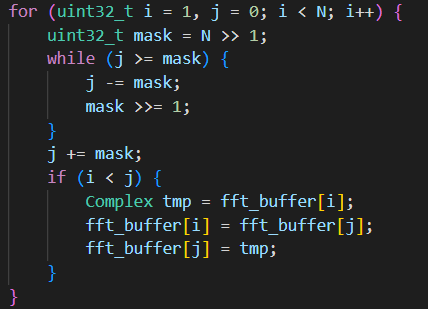 for (uint32_t i = 1, j = 0; i < N; i++) {
    uint32_t mask = N >> 1;
    while (j >= mask) {
        j -= mask;
        mask >>= 1;
    }
    j += mask;
    if (i < j) {
        Complex tmp = fft_buffer[i];
        fft_buffer[i] = fft_buffer[j];
        fft_buffer[j] = tmp;
    }
}